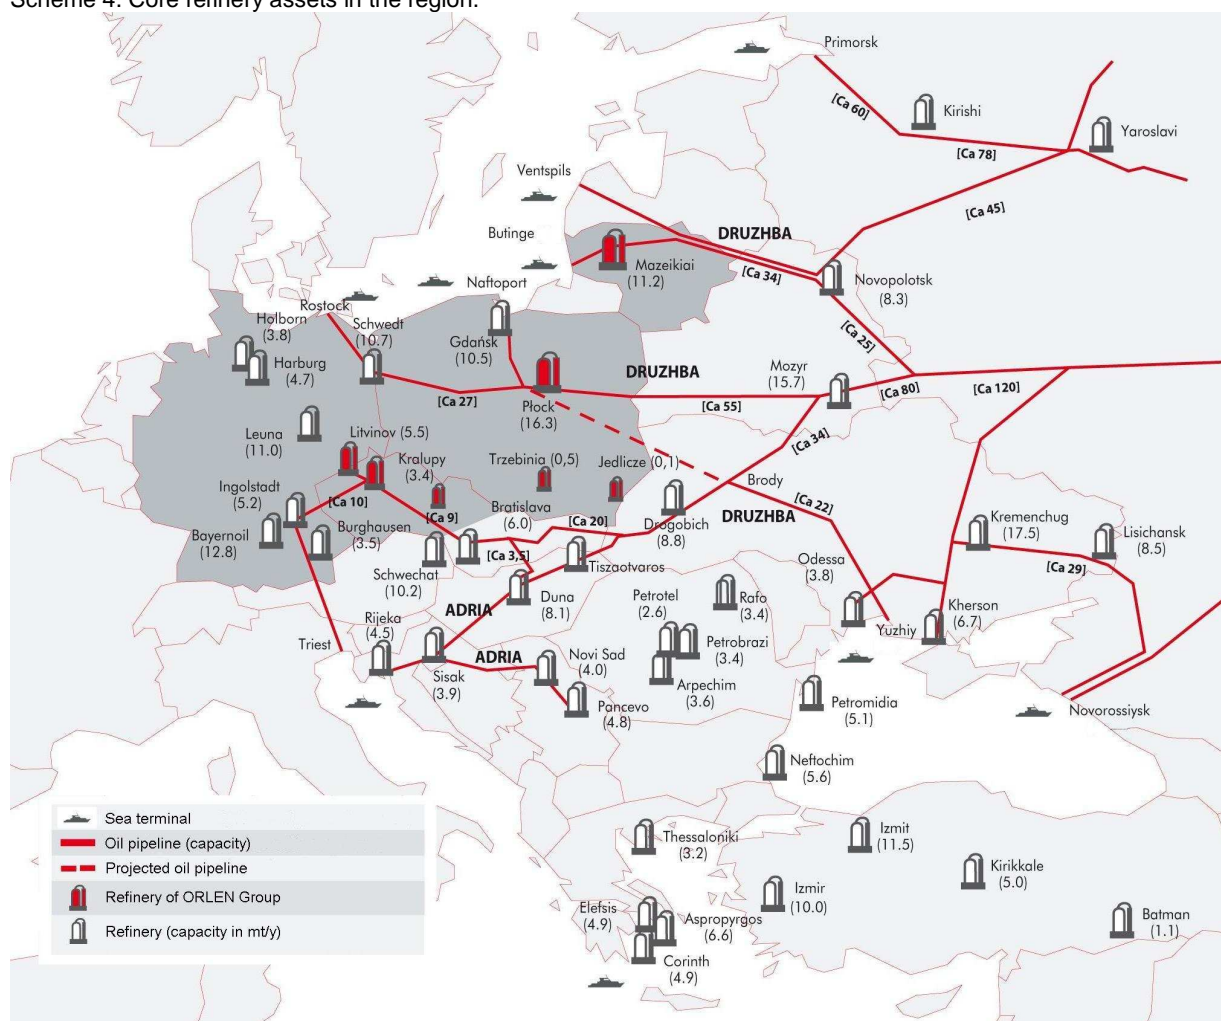 Scheme 4. Core refinery assets in the region.
Primorsk
[Ca 60]
Kirishi
Yaroslavi
[Ca 78]
Ventspils
[Ca 45]
Butinge
DRUZHBA
Mazeikiai
(11.2)
[Ca 34]
Novopolotsk
(8.3)
Naftoport
Rostock
Holborn
(3.8)
Schwedt
(10.7)
Gdańsk
(10.5)
[Ca 25]
Harburg
(4.7)
DRUZHBA
Mozyr
(15.7)
[Ca 80]
[Ca 120]
[Ca 27]
Płock
(16.3)
[Ca 55]
Leuna
(11.0)
Litvinov (5.5)
Kralupy
(3.4)
Trzebinia (0,5)
Jedlicze (0,1)
[Ca 34]
Brody
Ingolstadt
(5.2)
[Ca 10]
[Ca 9]
Bratislava
(6.0)
[Ca 20]
Drogobich
(8.8)
DRUZHBA
[Ca 22]
Kremenchug
(17.5)
Lisichansk
(8.5)
Bayernoil
(12.8)
Burghausen
(3.5)
[Ca 3,5]
Tiszaotvaros
Odessa
(3.8)
[Ca 29]
Schwechat
(10.2)
Duna
(8.1)
Petrotel
(2.6)
Rafo
(3.4)
Kherson
(6.7)
ADRIA
Rijeka
(4.5)
Yuzhiy
Triest
ADRIA
Novi Sad
(4.0)
Petrobrazi
(3.4)
Sisak
(3.9)
Arpechim
(3.6)
Pancevo
(4.8)
Petromidia
(5.1)
Novorossiysk
Neftochim
(5.6)
Sea terminal
Oil pipeline (capacity)
Projected oil pipeline
Refinery of ORLEN Group
Refinery (capacity in mt/y)
Thessaloniki
(3.2)
Izmit
(11.5)
Kirikkale
(5.0)
Izmir
(10.0)
Elefsis
(4.9)
Aspropyrgos
(6.6)
Batman
(1.1)
Corinth
(4.9)